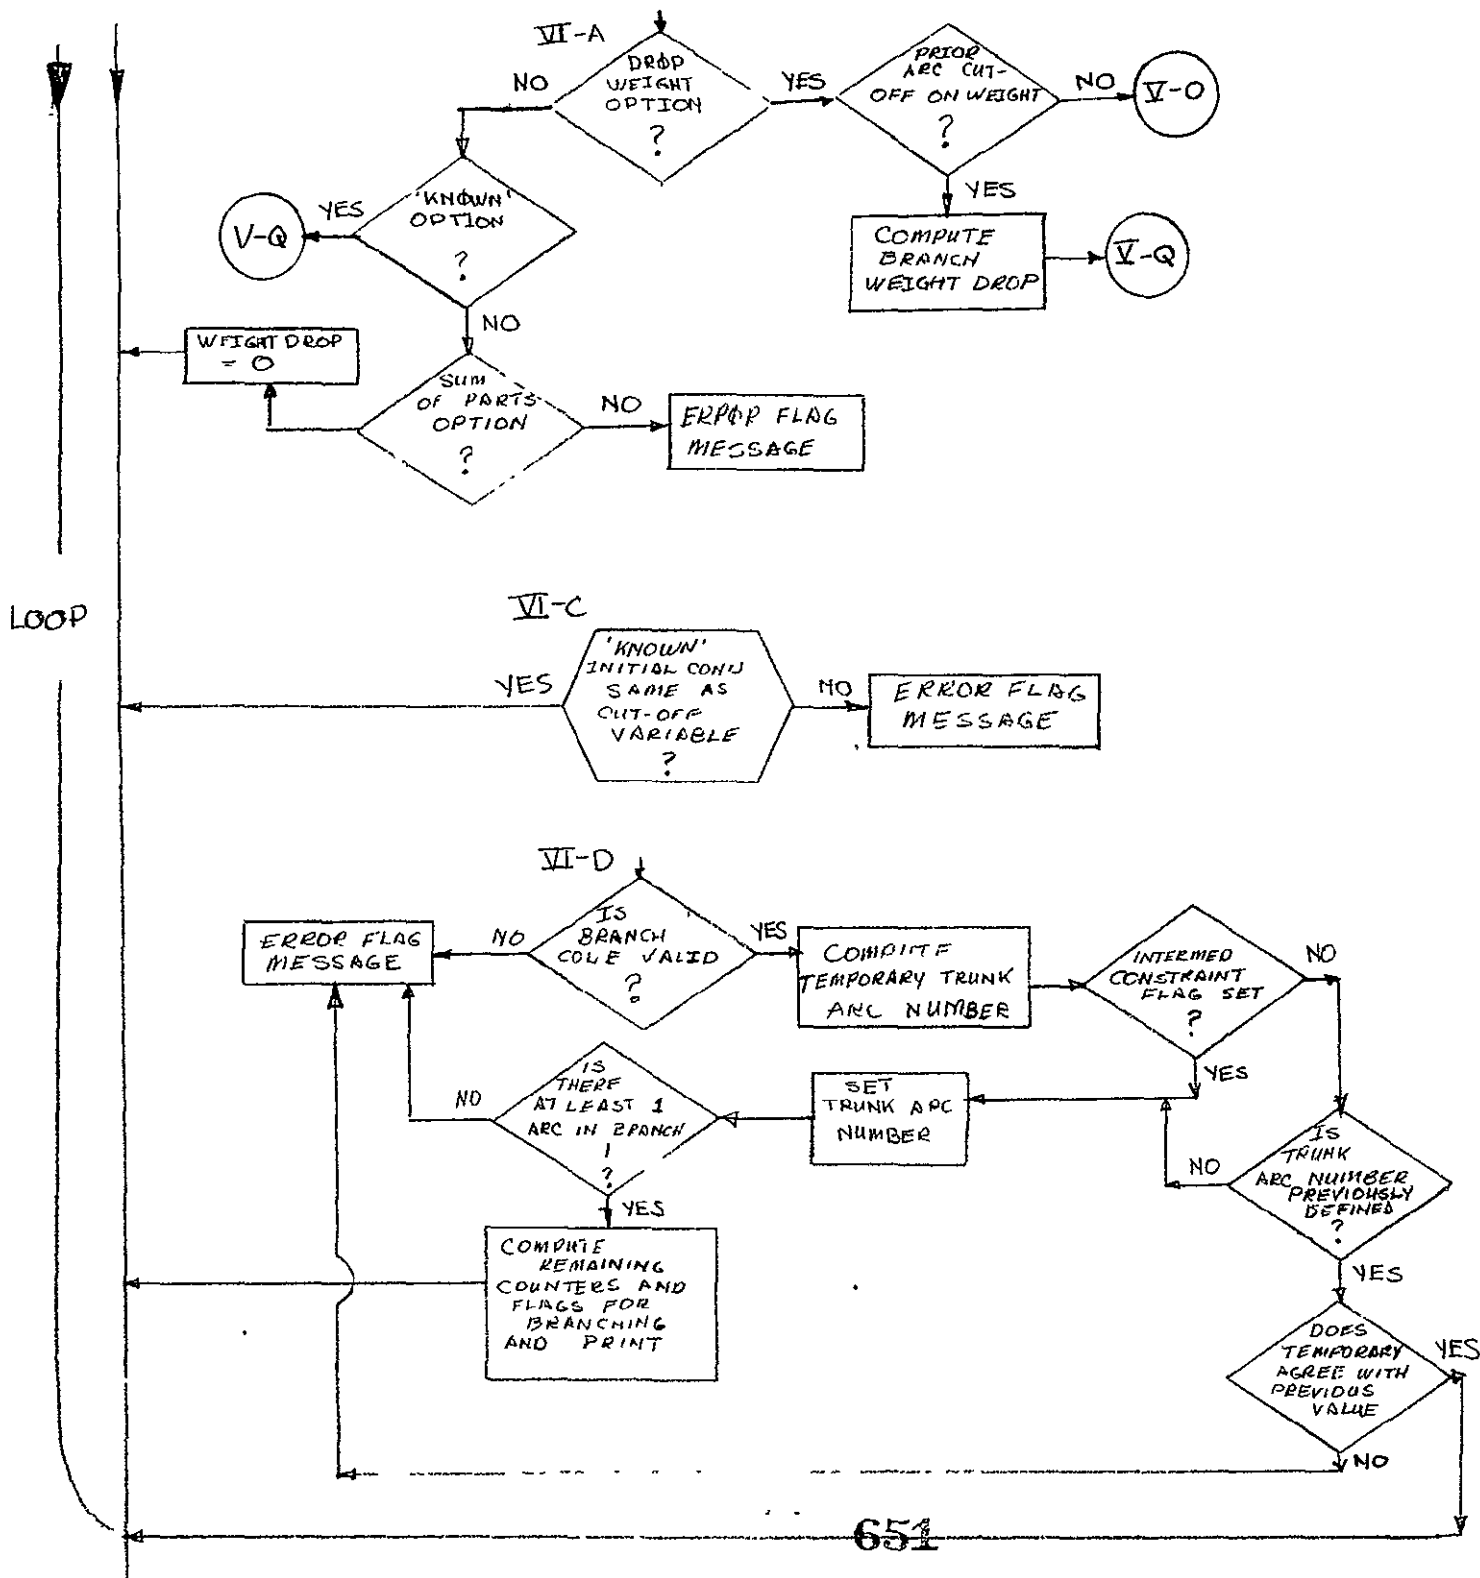 VI-A
DRØP
WEIGHT
OPTION
?
NO
YES
PRIOR
ARC CUT-
OFF ON WEIGHT
?
NO
V-O
YES
COMPUTE
BRANCH
WEIGHT DROP
V-Q
'KNØWN'
OPTION
?
YES
V-Q
NO
WEIGHT DROP
= 0
SUM
OF PARTS
OPTION
?
NO
ERRØR FLAG
MESSAGE
LOOP
VI-C
'KNOWN'
INITIAL COND
SAME AS
CUT-OFF
VARIABLE
?
YES
NO
ERROR FLAG
MESSAGE
VI-D
IS
BRANCH
CODE VALID
?
NO
ERROR FLAG
MESSAGE
YES
COMPUTE
TEMPORARY TRUNK
ARC NUMBER
INTERMED
CONSTRAINT
FLAG SET
?
NO
YES
SET
TRUNK ARC
NUMBER
IS
THERE
AT LEAST 1
ARC IN BRANCH
1
?
NO
YES
IS
TRUNK
ARC NUMBER
PREVIOUSLY
DEFINED
?
NO
YES
COMPUTE
REMAINING
COUNTERS AND
FLAGS FOR
BRANCHING
AND PRINT
DOES
TEMPORARY
AGREE WITH
PREVIOUS
VALUE
YES
NO
651